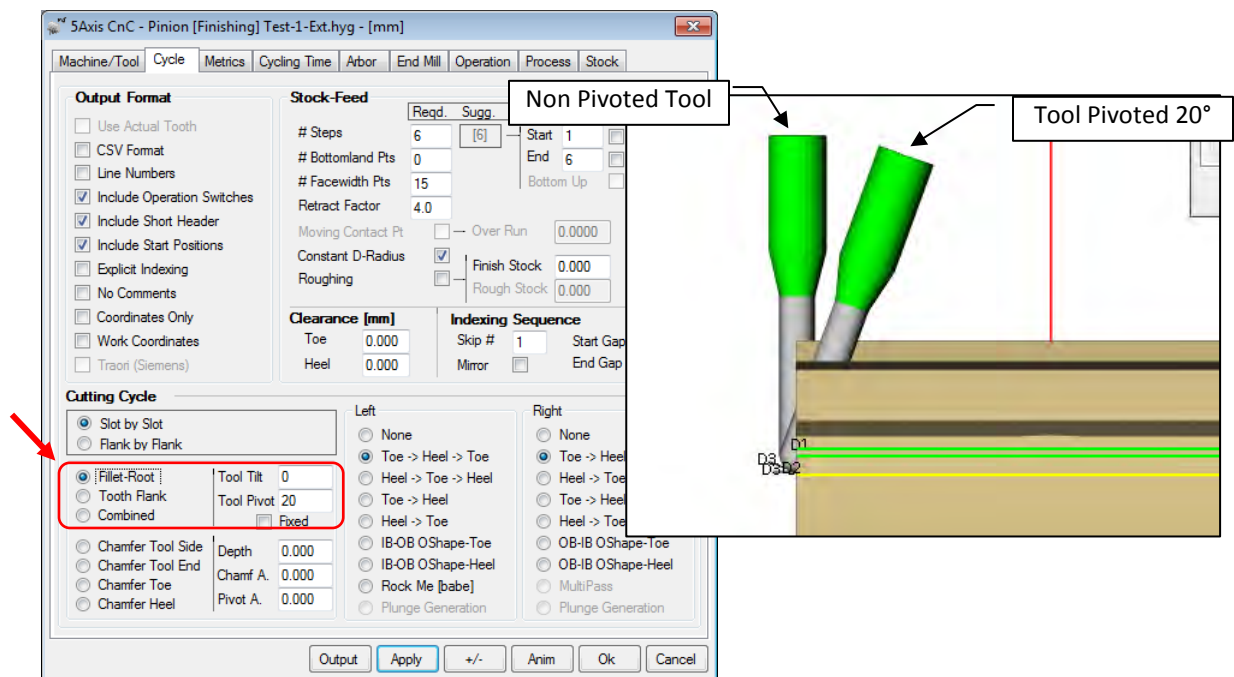 5Axis CnC - Pinion [Finishing] Test-1-Ext.hyg - [mm]
Machine/Tool Cycle Metrics Cycling Time Arbor End Mill Operation Process Stock
Output Format
Use Actual Tooth
CSV Format
Line Numbers
Include Operation Switches
Include Short Header
Include Start Positions
Explicit Indexing
No Comments
Coordinates Only
Work Coordinates
Traori (Siemens)
Stock-Feed
Reqd. Sugg.
# Steps 6 [6] Start 1
# Bottomland Pts 0 End 6
# Facewidth Pts 15 Bottom Up
Retract Factor 4.0
Moving Contact Pt Over Run 0.0000
Constant D-Radius Finish Stock 0.000
Roughing Rough Stock 0.000
Clearance [mm]
Toe 0.000
Heel 0.000
Indexing Sequence
Skip # 1 Start Gap
Mirror End Gap
Cutting Cycle
Slot by Slot
Flank by Flank
Fillet-Root Tool Tilt 0
Tooth Flank Tool Pivot 20
Combined Fixed
Chamfer Tool Side Depth 0.000
Chamfer Tool End Chamf A. 0.000
Chamfer Toe
Chamfer Heel Pivot A. 0.000
Left
None
Toe -> Heel -> Toe
Heel -> Toe -> Heel
Toe -> Heel
Heel -> Toe
IB-OB OShape-Toe
IB-OB OShape-Heel
Rock Me [babe]
Plunge Generation
Right
None
Toe -> Heel
Heel -> Toe
Toe -> Heel
Heel -> Toe
OB-IB OShape-Toe
OB-IB OShape-Heel
MultiPass
Plunge Generation
Output Apply +/- Anim Ok Cancel
Non Pivoted Tool
Tool Pivoted 20°
D1
D3
D3 D2